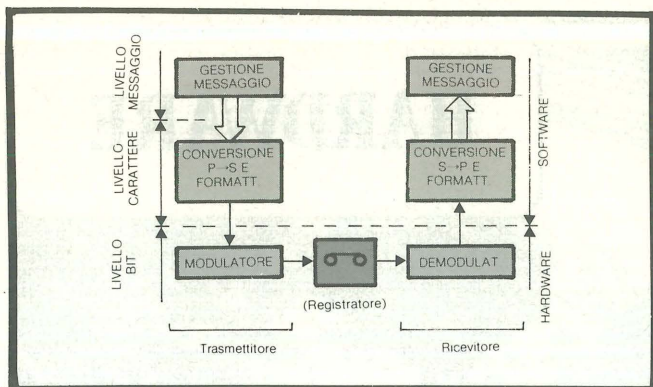 LIVELLO
MESSAGGIO
LIVELLO
CARATTERE
LIVELLO
BIT
GESTIONE
MESSAGGIO
CONVERSIONE
P→S E
FORMATT.
MODULATORE
(Registratore)
Trasmettitore
GESTIONE
MESSAGGIO
CONVERSIONE
S→P E
FORMATT.
DEMODULAT
Ricevitore
SOFTWARE
HARDWARE